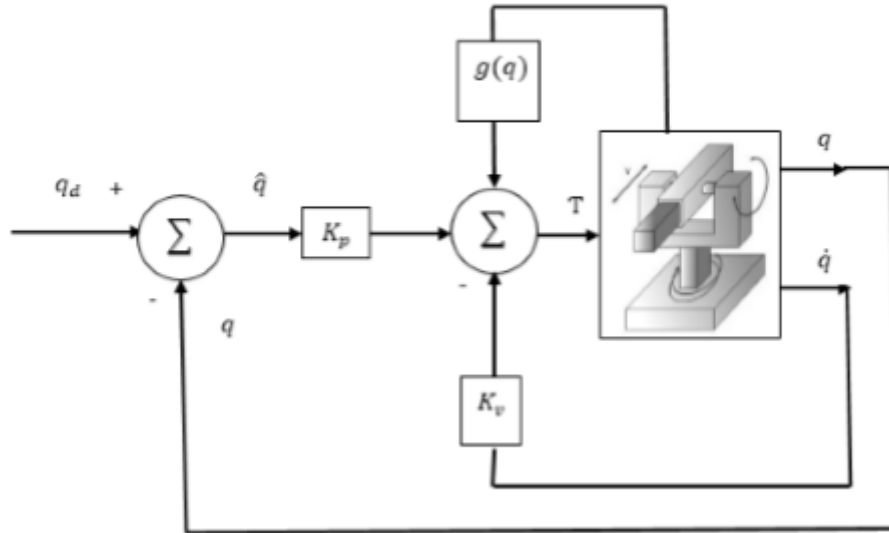 g(q)
q
q_d +
q̂
K_p
Σ
Σ
T
q̇
-
-
q
K_v